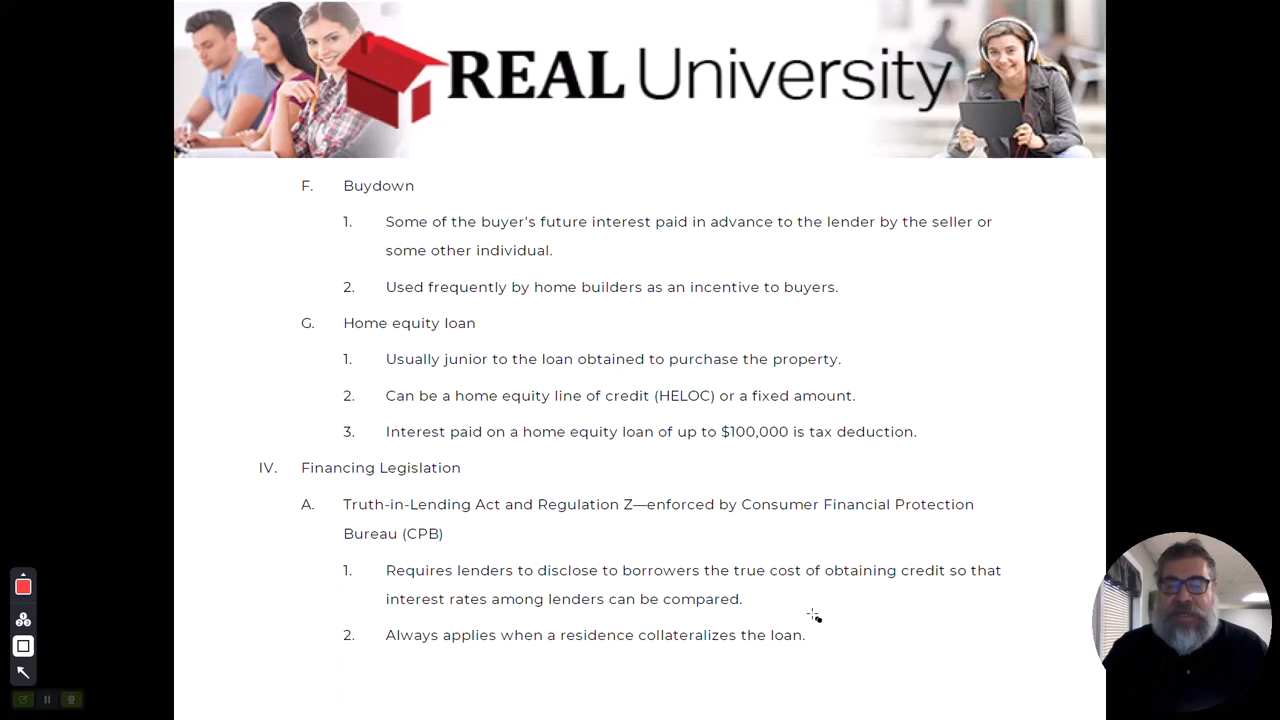 REAL University
F. Buydown
1. Some of the buyer's future interest paid in advance to the lender by the seller or
some other individual.
2. Used frequently by home builders as an incentive to buyers.
G. Home equity loan
1. Usually junior to the loan obtained to purchase the property.
2. Can be a home equity line of credit (HELOC) or a fixed amount.
3. Interest paid on a home equity loan of up to $100,000 is tax deduction.
IV. Financing Legislation
A. Truth-in-Lending Act and Regulation Z—enforced by Consumer Financial Protection
Bureau (CPB)
1. Requires lenders to disclose to borrowers the true cost of obtaining credit so that
interest rates among lenders can be compared.
2. Always applies when a residence collateralizes the loan.